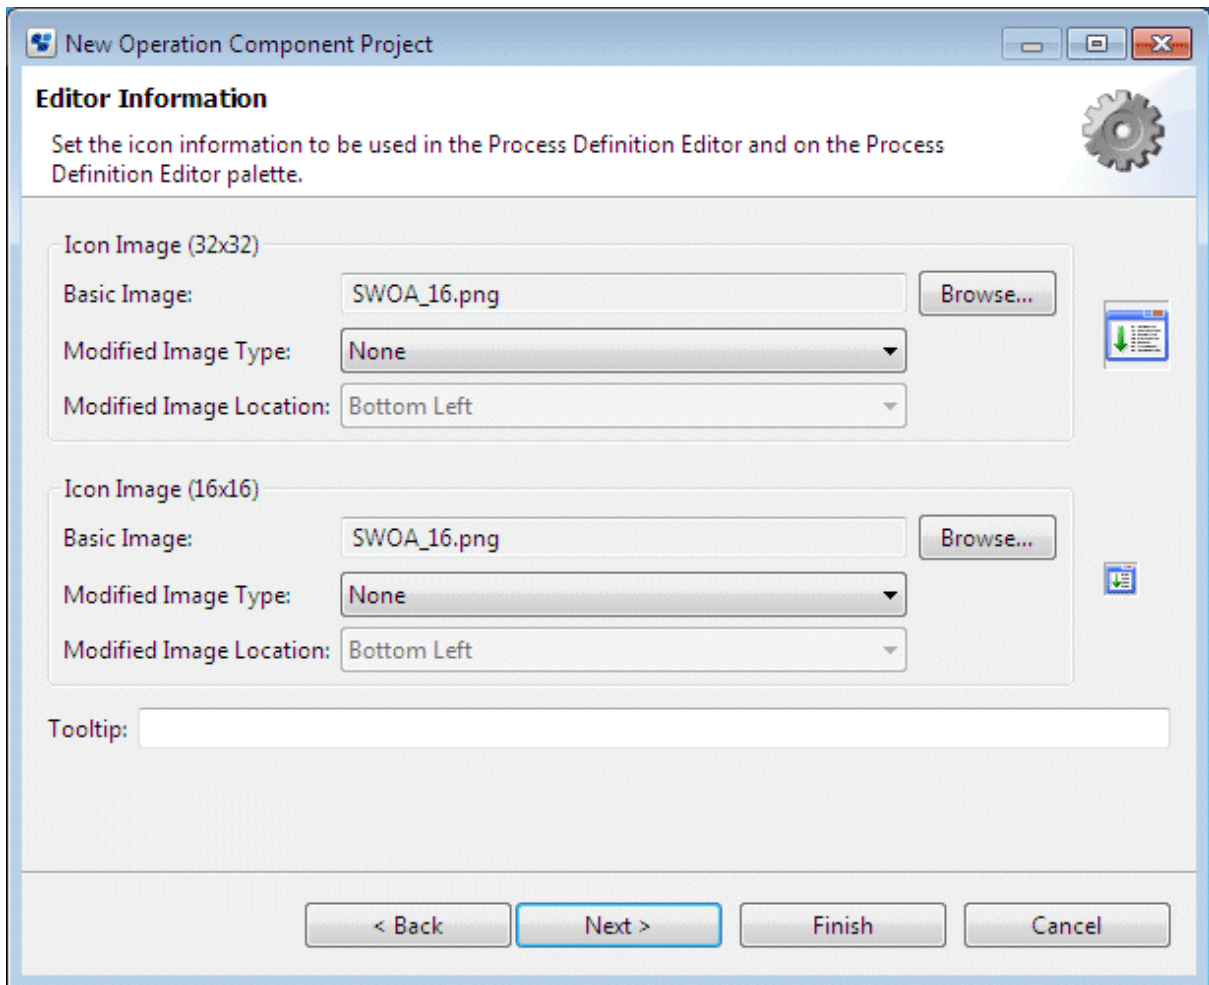 New Operation Component Project
Editor Information
Set the icon information to be used in the Process Definition Editor and on the Process
Definition Editor palette.
Icon Image (32x32)
Basic Image: SWOA_16.png Browse...
Modified Image Type: None
Modified Image Location: Bottom Left
Icon Image (16x16)
Basic Image: SWOA_16.png Browse...
Modified Image Type: None
Modified Image Location: Bottom Left
Tooltip:
< Back Next > Finish Cancel